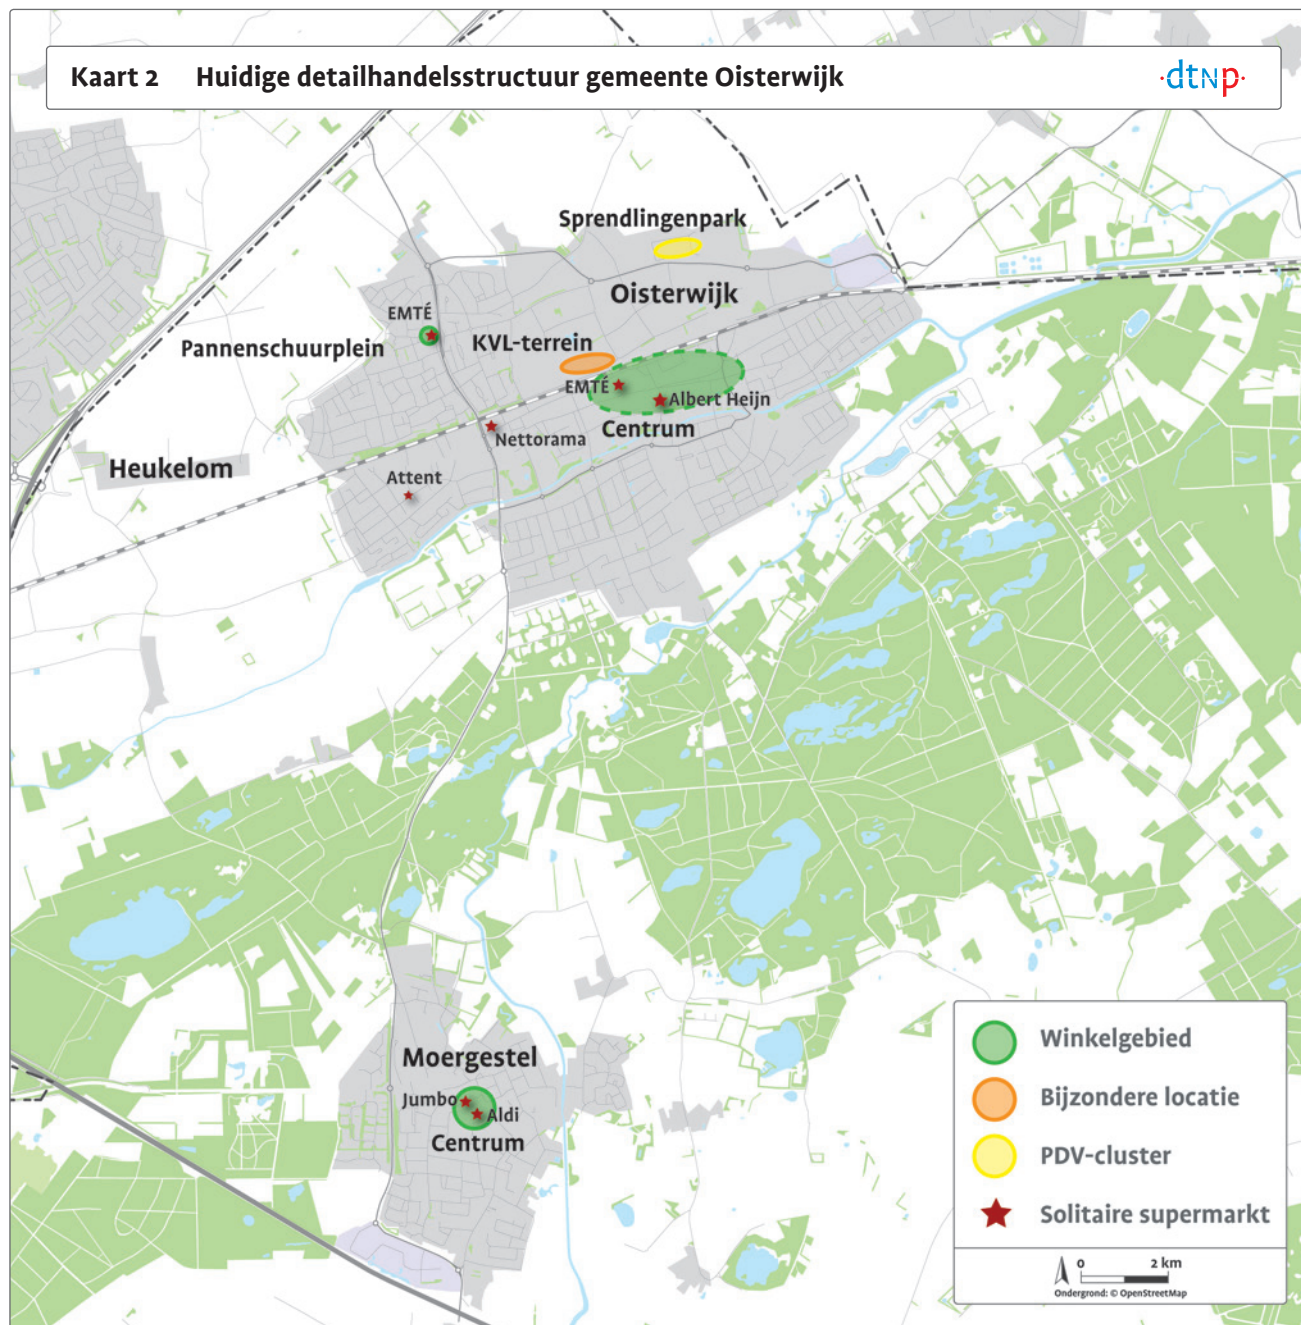 Kaart 2 Huidige detailhandelsstructuur gemeente Oisterwijk
·dtnp·
Sprendlingenpark
Oisterwijk
EMTÉ
Pannenschuurplein
KVL-terrein
EMTÉ
Albert Heijn
Centrum
Nettorama
Heukelom
Attent
Moergestel
Jumbo
Aldi
Centrum
Winkelgebied
Bijzondere locatie
PDV-cluster
Solitaire supermarkt
0 2 km
Ondergrond: © OpenStreetMap